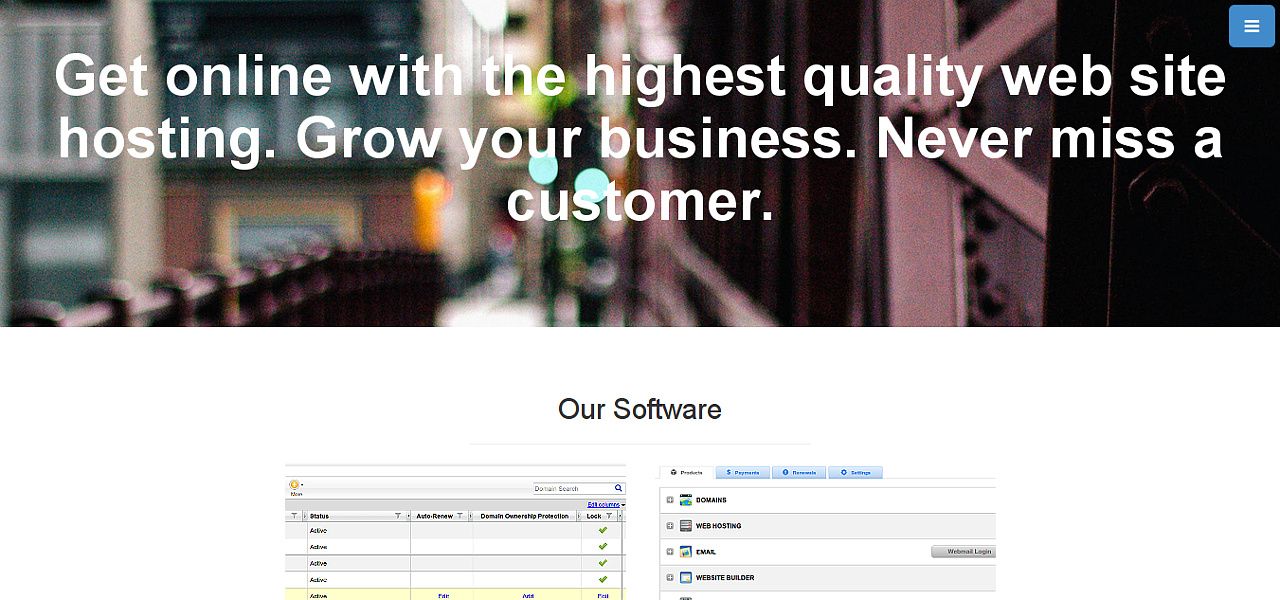 Get online with the highest quality web site
hosting. Grow your business. Never miss a
customer.
Our Software
More
Domain Search
Edit columns
Status Auto-Renew Domain Ownership Protection Lock
Active
Active
Active
Active
Active Edit Add Edit
Products Payments Renewals Settings
DOMAINS
WEB HOSTING
EMAIL Webmail Login
WEBSITE BUILDER